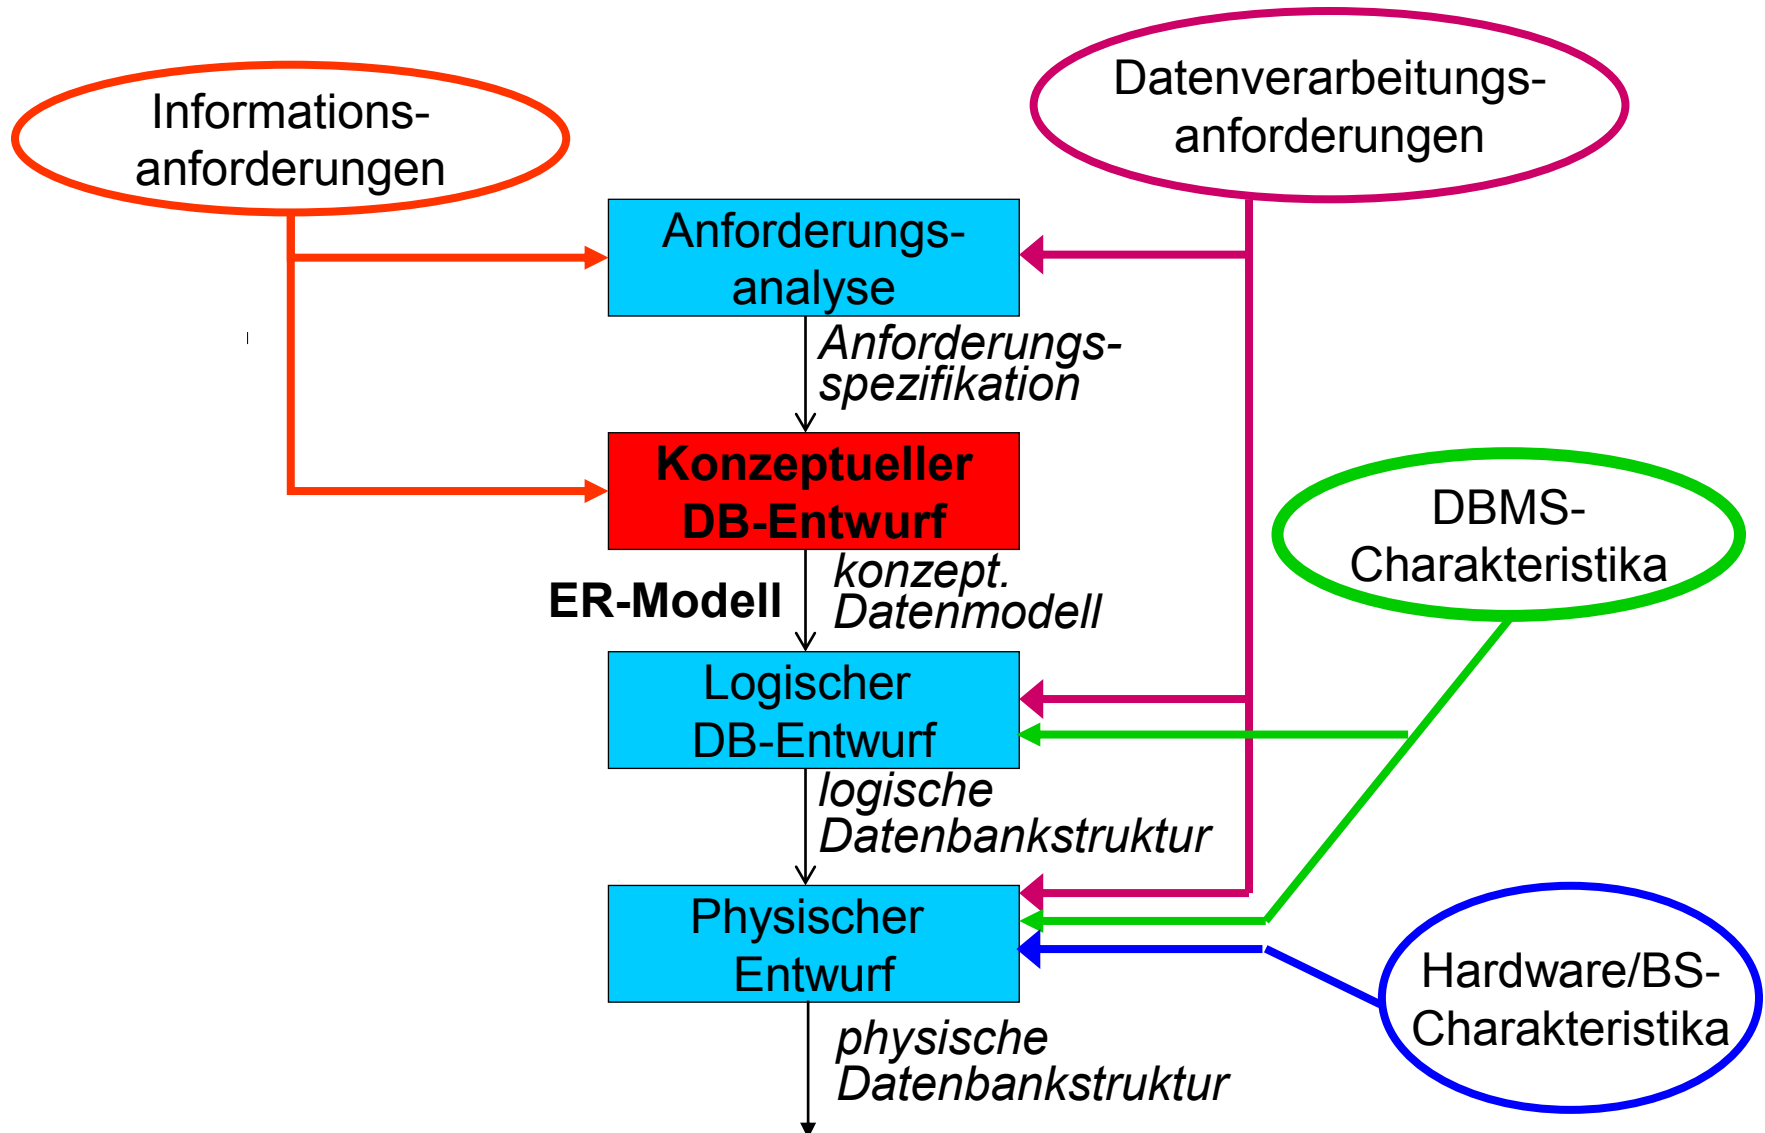 Informations-
anforderungen
Datenverarbeitungs-
anforderungen
Anforderungs-
analyse
Anforderungs-
spezifikation
Konzeptueller
DB-Entwurf
ER-Modell
konzept.
Datenmodell
DBMS-
Charakteristika
Logischer
DB-Entwurf
logische
Datenbankstruktur
Physischer
Entwurf
Hardware/BS-
Charakteristika
physische
Datenbankstruktur